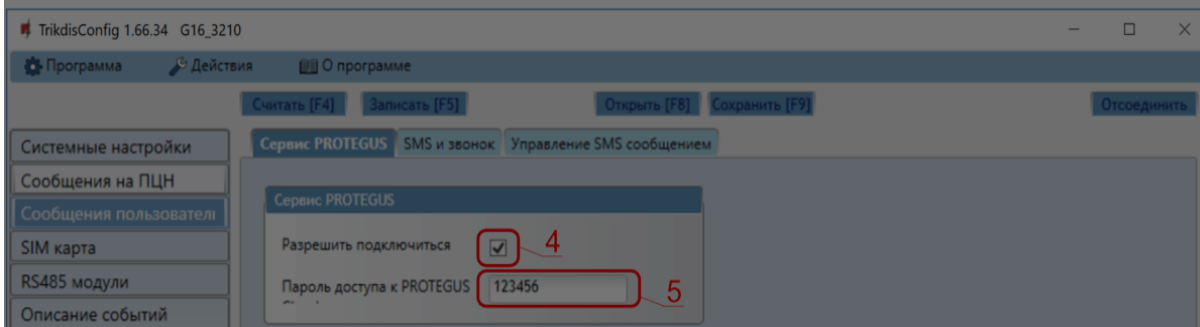 TrikdisConfig 1.66.34 G16_3210
Программа Действия О программе
Считать [F4] Записать [F5] Открыть [F8] Сохранить [F9] Отсоединить
Системные настройки
Сообщения на ПЦН
Сообщения пользовател
SIM карта
RS485 модули
Описание событий
Сервис PROTEGUS SMS и звонок Управление SMS сообщением
Сервис PROTEGUS
Разрешить подключиться 4
Пароль доступа к PROTEGUS 123456 5